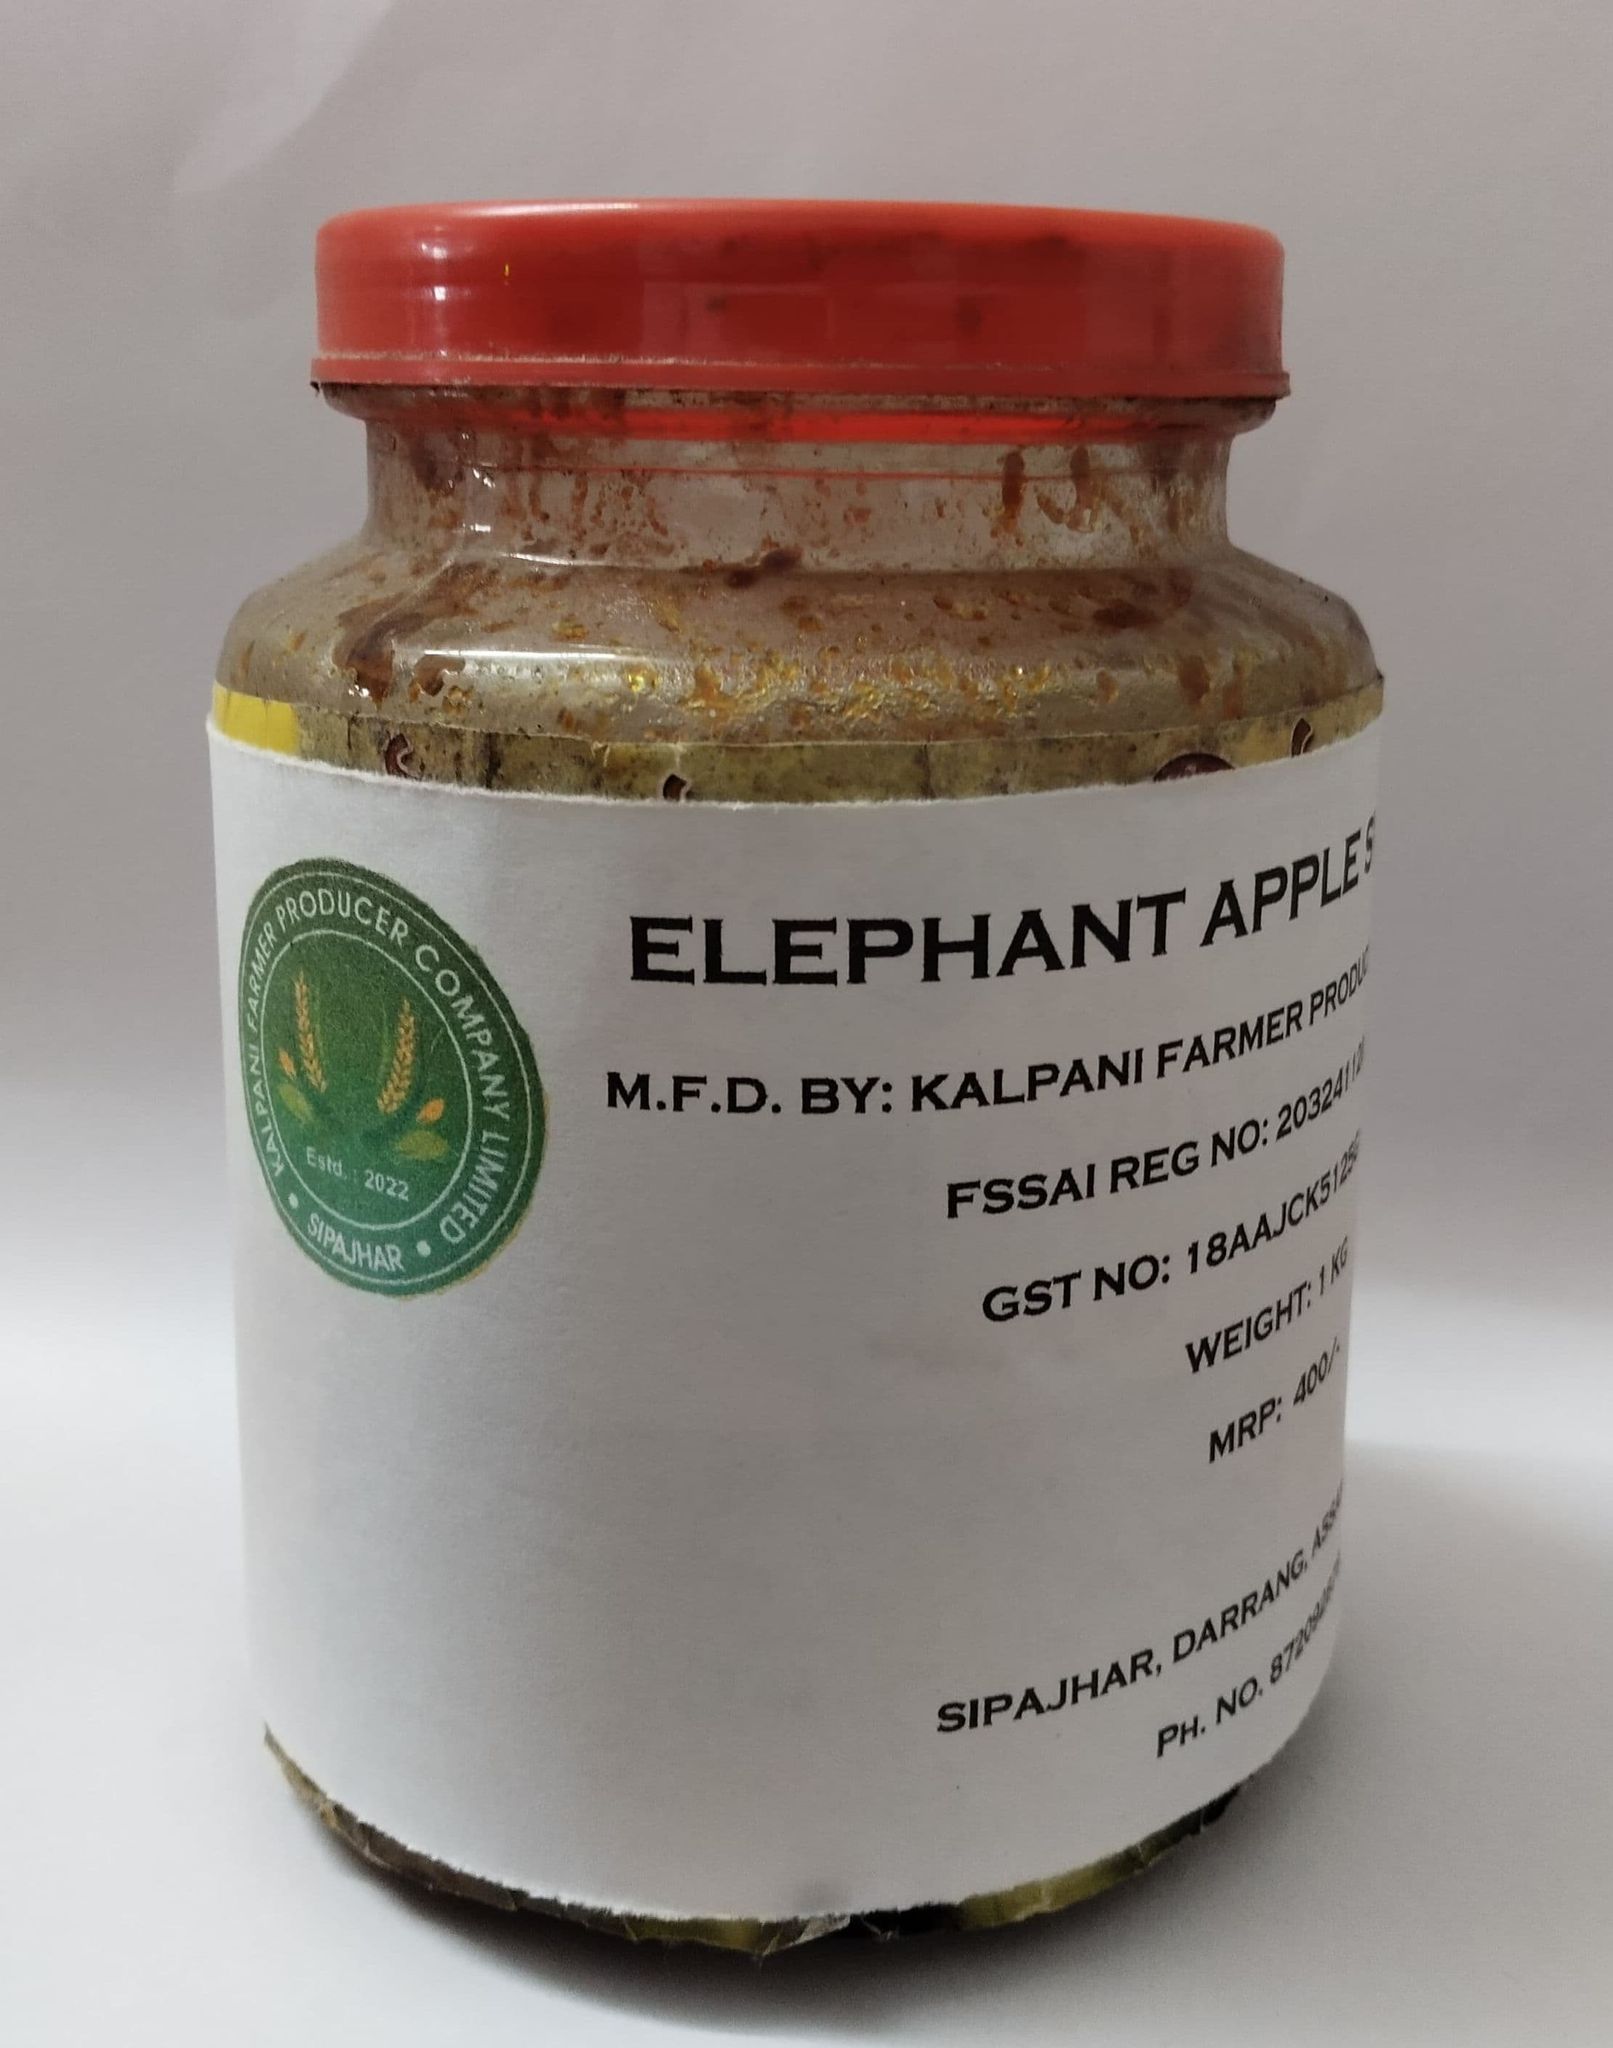 KALPANI FARMER PRODUCER COMPANY LIMITED
Estd.: 2022
• SIPAJHAR •
ELEPHANT APPLE
M.F.D. BY: KALPANI FARMER
FSSAI REG NO:
GST NO:
WEIGHT: 1 KG
MRP: 400/-
SIPAJHAR, DARRANG,
PH. NO.